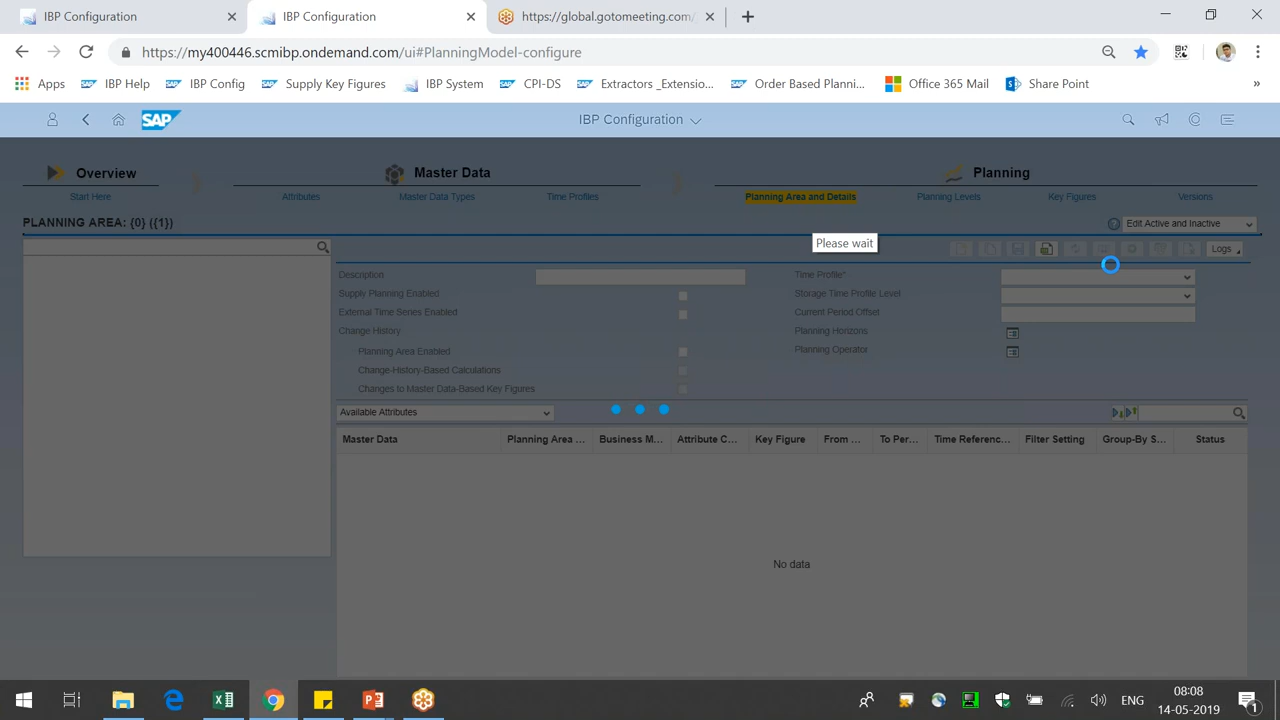 IBP Configuration
IBP Configuration
https://global.gotomeeting.com/
https://my400446.scmibp.ondemand.com/ui#PlanningModel-configure
Apps IBP Help IBP Config Supply Key Figures IBP System CPI-DS Extractors _Extensio... Order Based Planni... Office 365 Mail Share Point »
SAP IBP Configuration
Overview Master Data Planning
Start Here Attributes Master Data Types Time Profiles Planning Area and Details Planning Levels Key Figures Versions
PLANNING AREA: {0} ({1}) Edit Active and Inactive
Please wait
Logs
Description Time Profile*
Supply Planning Enabled Storage Time Profile Level
External Time Series Enabled Current Period Offset
Change History Planning Horizons
Planning Area Enabled Planning Operator
Change-History-Based Calculations
Changes to Master Data-Based Key Figures
Available Attributes
Master Data Planning Area ... Business M... Attribute C... Key Figure From ... To Per... Time Referenc... Filter Setting Group-By S... Status
No data
ENG 08:08
14-05-2019
1